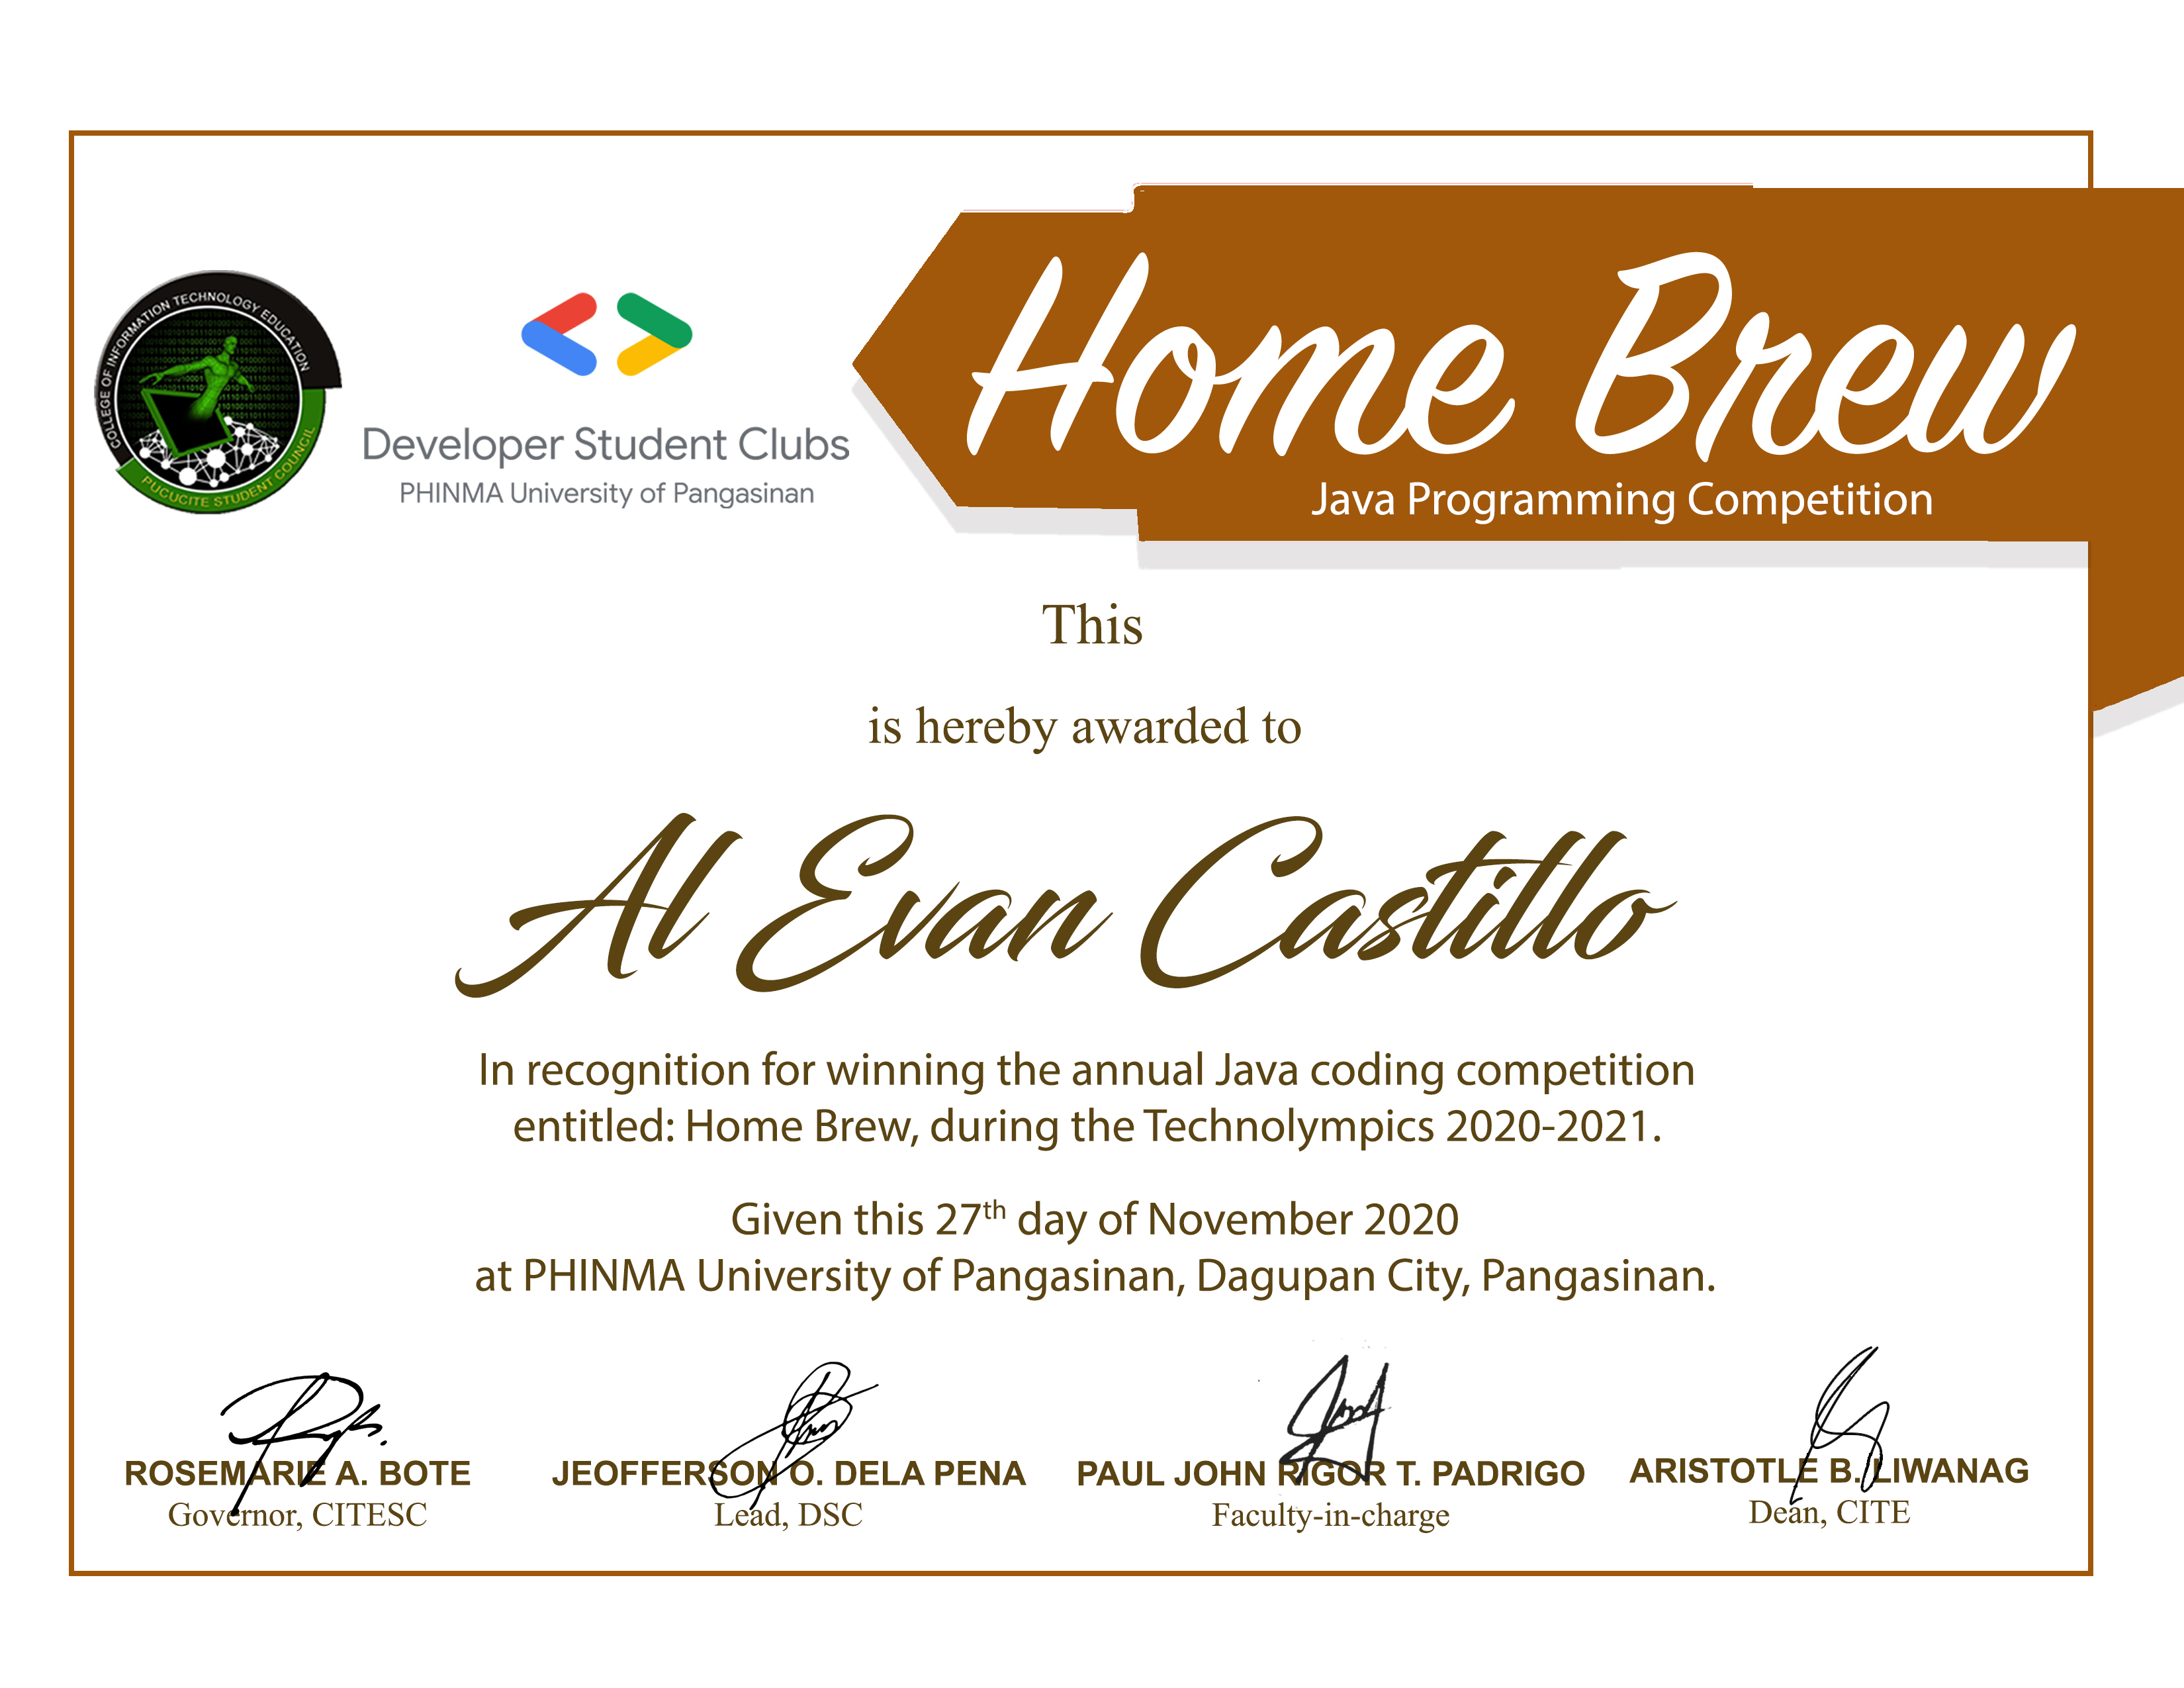 COLLEGE OF INFORMATION TECHNOLOGY EDUCATION
PUCUCITE STUDENT COUNCIL
Developer Student Clubs
PHINMA University of Pangasinan
Home Brew
Java Programming Competition
This
is hereby awarded to
Al Evan Castillo
In recognition for winning the annual Java coding competition
entitled: Home Brew, during the Technolympics 2020-2021.
Given this 27th day of November 2020
at PHINMA University of Pangasinan, Dagupan City, Pangasinan.
ROSEMARIE A. BOTE
Governor, CITESC
JEOFFERSON O. DELA PENA
Lead, DSC
PAUL JOHN RIGOR T. PADRIGO
Faculty-in-charge
ARISTOTLE B. LIWANAG
Dean, CITE